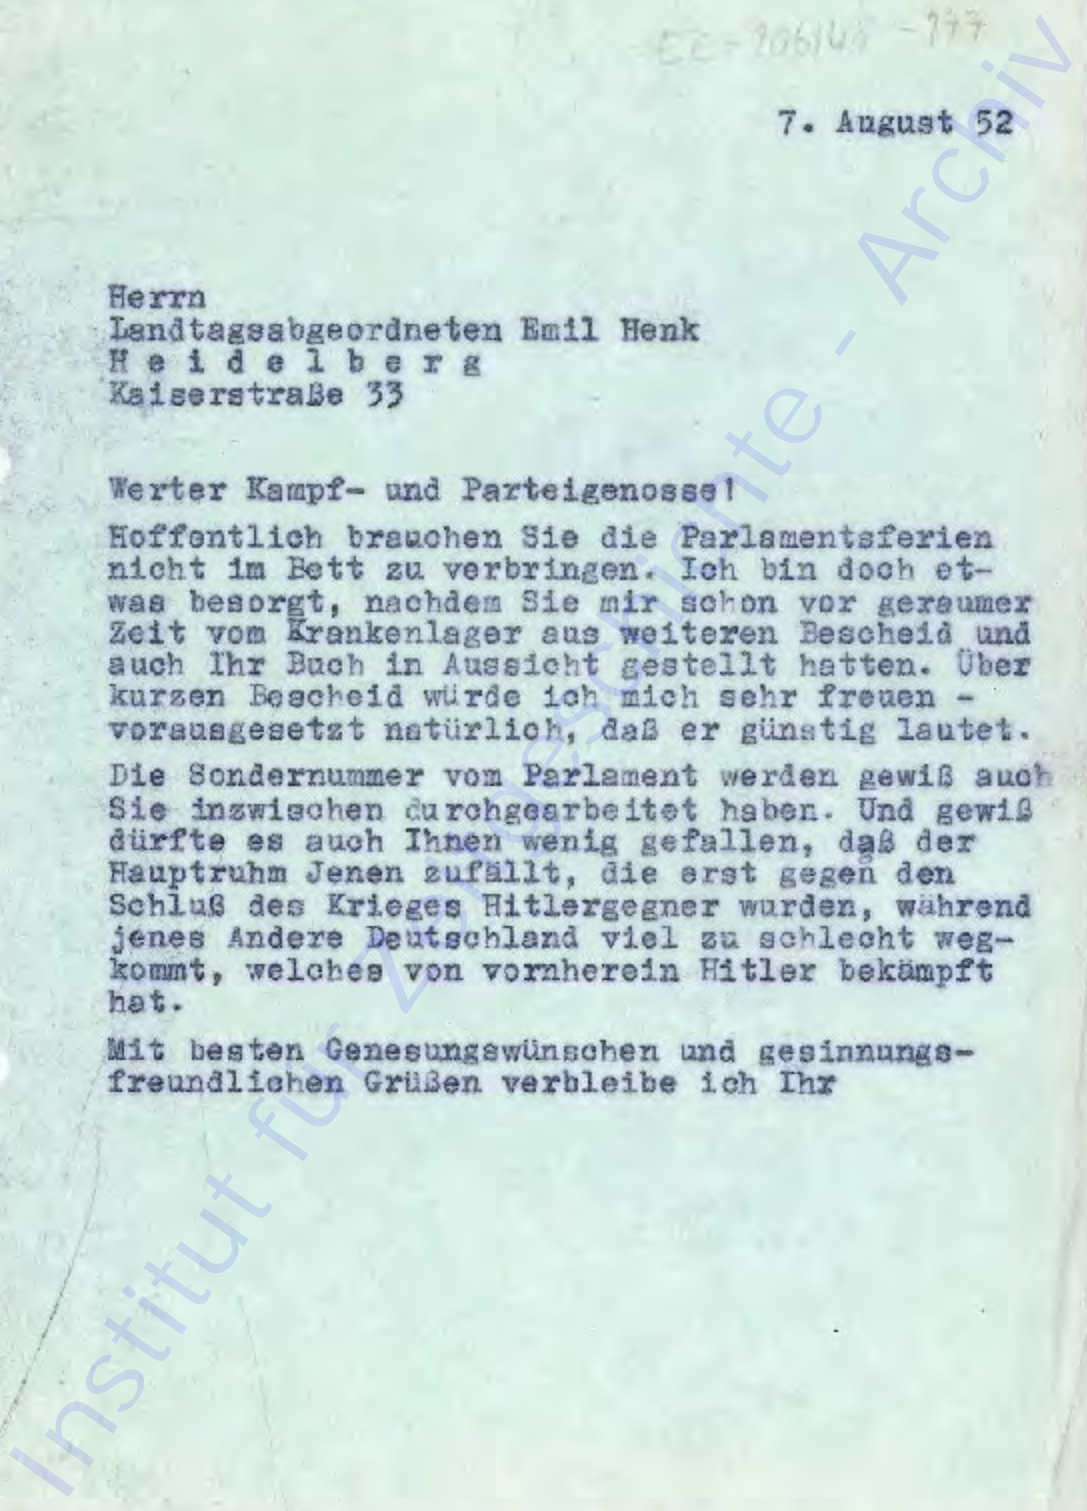 7. August 52
Herrn
Landtagsabgeordneten Emil Henk
H e i d e l b e r g
Kaiserstraße 33
Werter Kampf- und Parteigenosse!
Hoffentlich brauchen Sie die Parlamentsferien
nicht im Bett zu verbringen. Ich bin doch et-
was besorgt, nachdem Sie mir schon vor geraumer
Zeit vom Krankenlager aus weiteren Bescheid und
auch Ihr Buch in Aussicht gestellt hatten. Über
kurzen Bescheid würde ich mich sehr freuen -
vorausgesetzt natürlich, daß er günstig lautet.
Die Sondernummer vom Parlament werden gewiß auch
Sie inzwischen durchgearbeitet haben. Und gewiß
dürfte es auch Ihnen wenig gefallen, daß der
Hauptruhm Jenen zufällt, die erst gegen den
Schluß des Krieges Hitlergegner wurden, während
jenes Andere Deutschland viel zu schlecht weg-
kommt, welches von vornherein Hitler bekämpft
hat.
Mit besten Genesungswünschen und gesinnungs-
freundlichen Grüßen verbleibe ich Ihr
Institut für Zeitgeschichte - Archiv